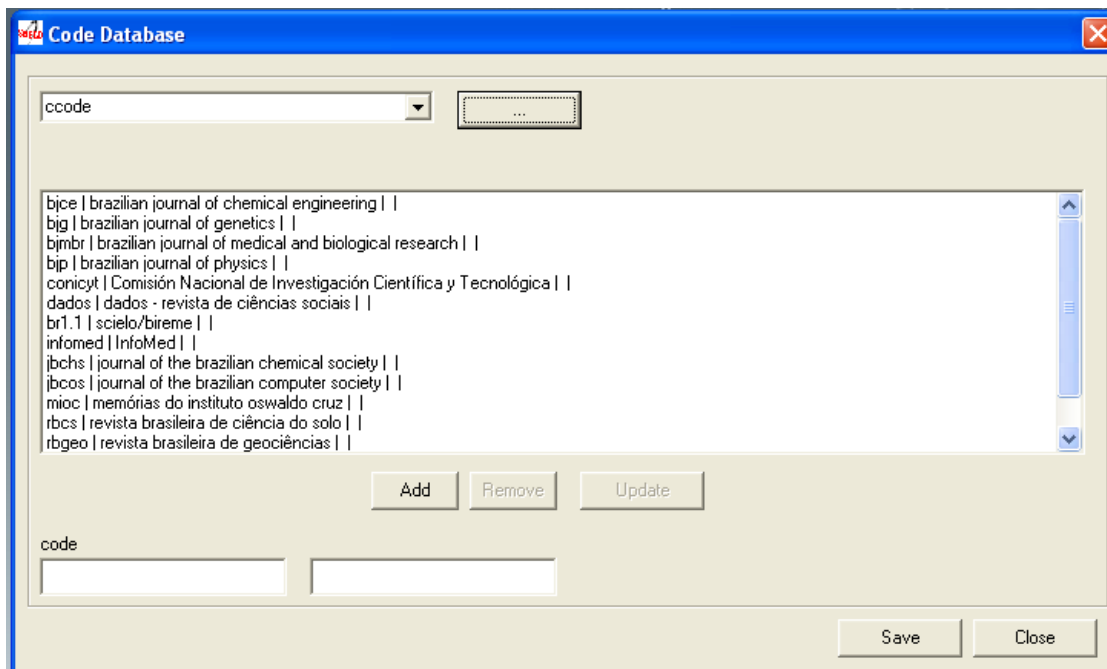 Code Database
ccode
...
bjce | brazilian journal of chemical engineering | |
bjg | brazilian journal of genetics | |
bjmbr | brazilian journal of medical and biological research | |
bjp | brazilian journal of physics | |
conicyt | Comisión Nacional de Investigación Científica y Tecnológica | |
dados | dados - revista de ciências sociais | |
br1.1 | scielo/bireme | |
infomed | InfoMed | |
jbchs | journal of the brazilian chemical society | |
jbcos | journal of the brazilian computer society | |
mioc | memórias do instituto oswaldo cruz | |
rbcs | revista brasileira de ciência do solo | |
rbgeo | revista brasileira de geociências | |
Add Remove Update
code
Save Close